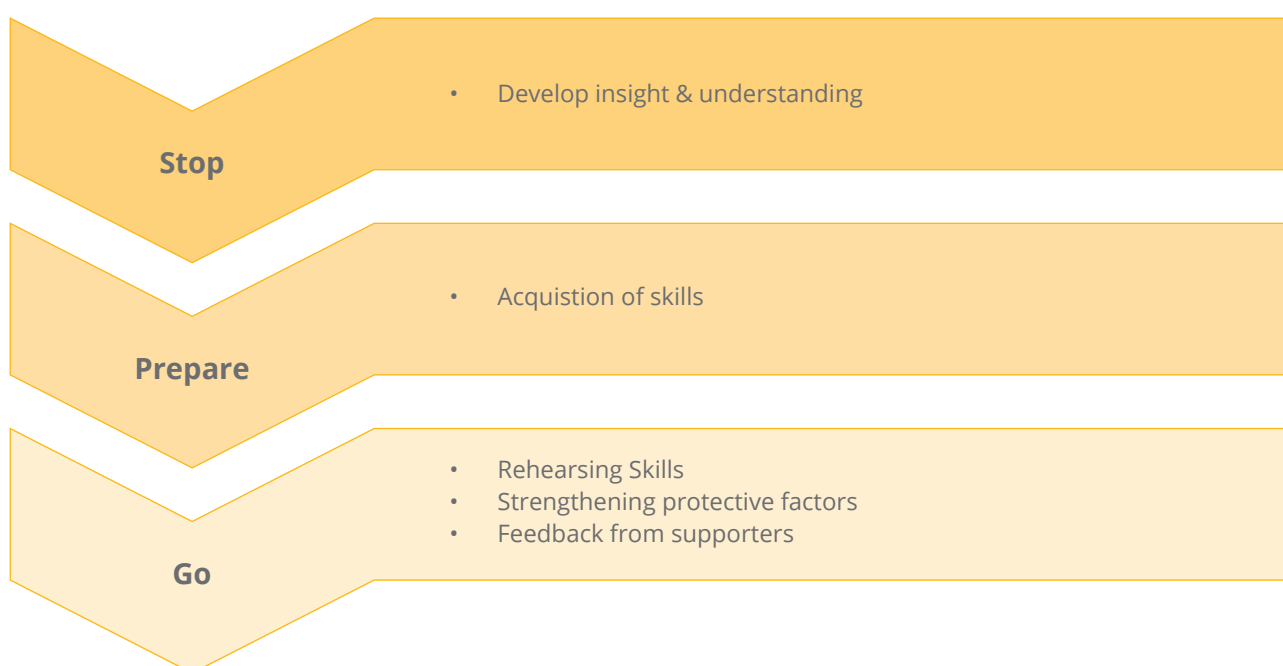 Stop
• Develop insight & understanding
Prepare
• Acquistion of skills
Go
• Rehearsing Skills
• Strengthening protective factors
• Feedback from supporters